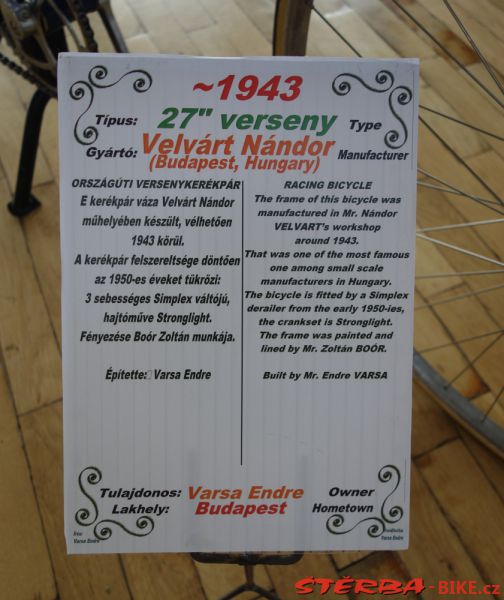 ~1943
Típus: 27" verseny Type
Gyártó: Velvárt Nándor Manufacturer
(Budapest, Hungary)
ORSZÁGÚTI VERSENYKERÉKPÁR
E kerékpár váza Velvárt Nándor
műhelyében készült, vélhetően
1943 körül.
A kerékpár felszereltsége döntően
az 1950-es éveket tükrözi:
3 sebességes Simplex váltójú,
hajtóműve Stronglight.
Fényezése Boór Zoltán munkája.
Építette: Varsa Endre
RACING BICYCLE
The frame of this bicycle was
manufactured in Mr. Nándor
VELVART's workshop
around 1943.
That was one of the most famous
one among small scale
manufacturers in Hungary.
The bicycle is fitted by a Simplex
derailer from the early 1950-ies,
the crankset is Stronglight.
The frame was painted and
lined by Mr. Zoltán BOÓR.
Built by Mr. Endre VARSA
Tulajdonos: Varsa Endre Owner
Lakhely: Budapest Hometown
Varsa Endre
Varsa Endre
STERBA-BIKE.cz